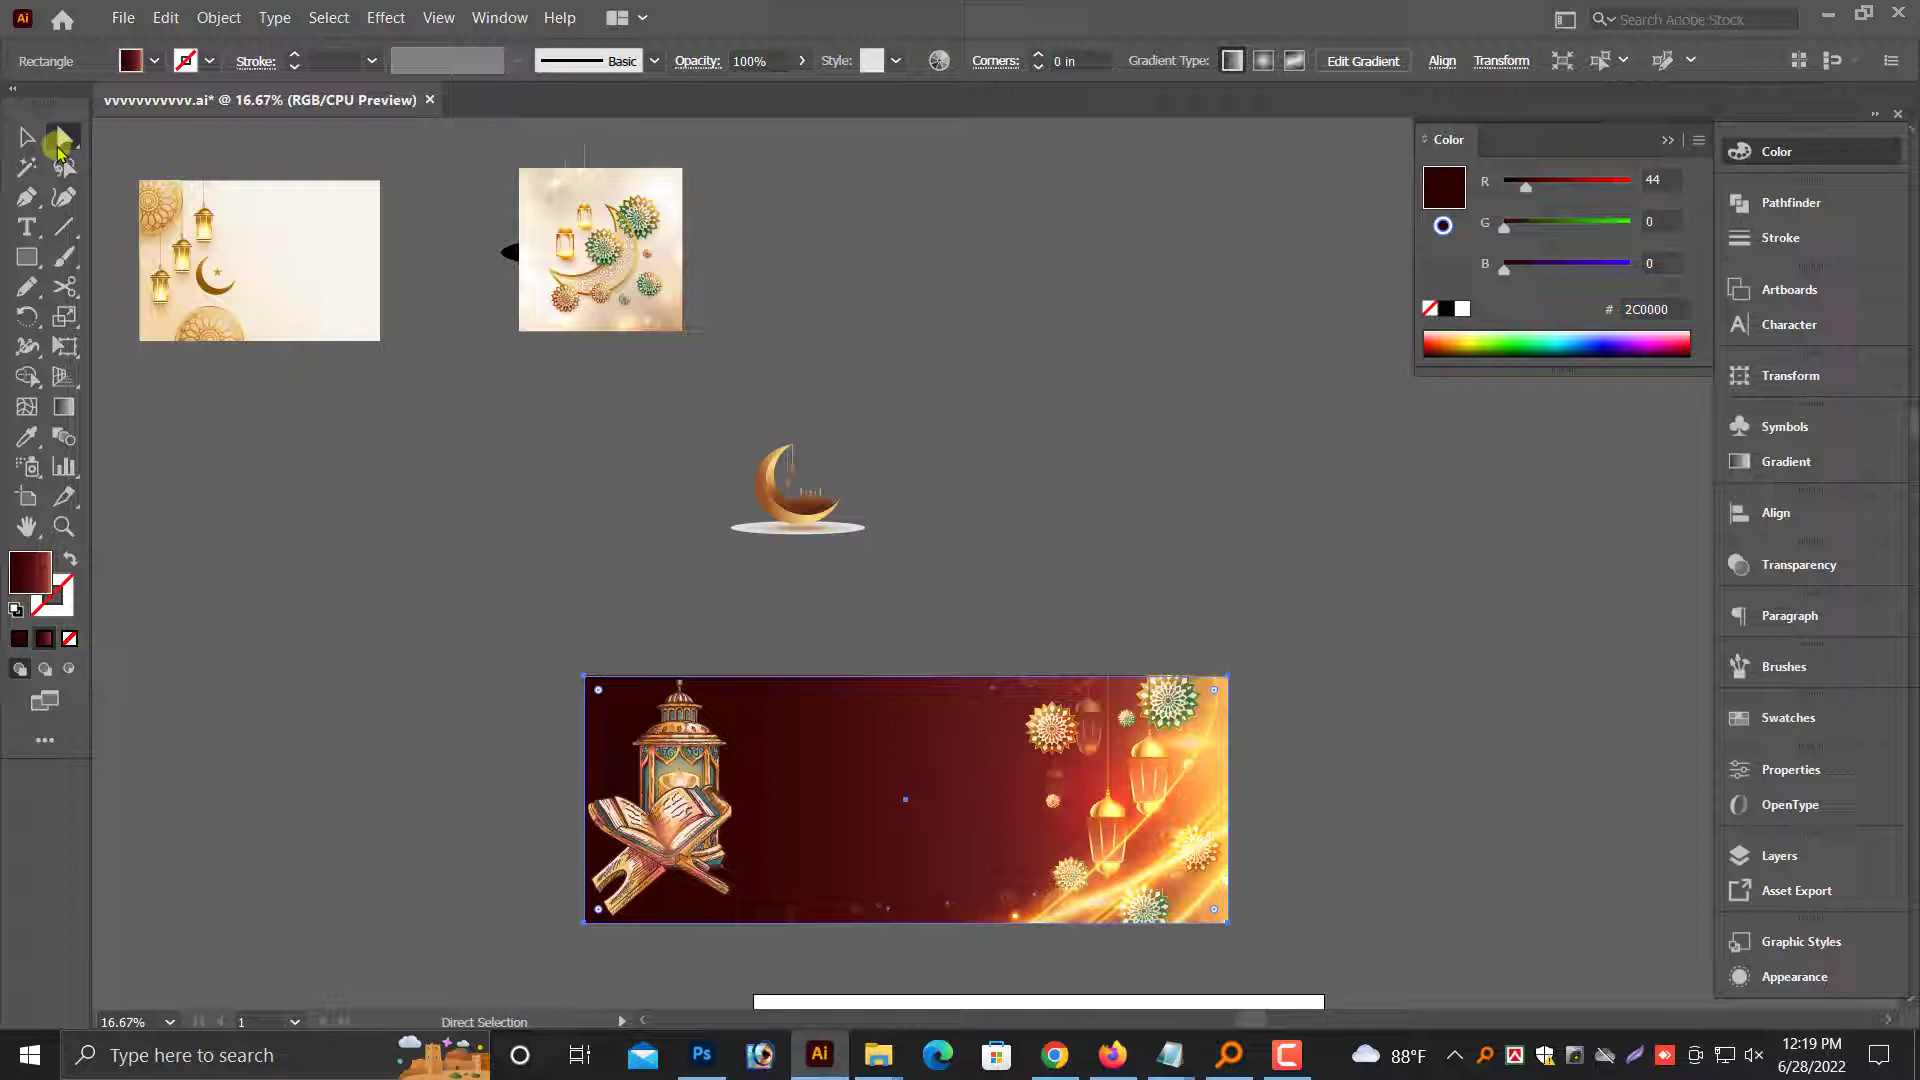 Ai File Edit Object Type Select Effect View Window Help Search Adobe Stock
Rectangle Stroke: Basic Opacity: 100% Style: Corners: 0 in Gradient Type: Edit Gradient Align Transform
vvvvvvvvvvv.ai* @ 16.67% (RGB/CPU Preview)
Color
R 44
G 0
B 0
# 2C0000
Color
Pathfinder
Stroke
Artboards
Character
Transform
Symbols
Gradient
Align
Transparency
Paragraph
Brushes
Swatches
Properties
OpenType
Layers
Asset Export
Graphic Styles
Appearance
16.67% 1 Direct Selection
Type here to search Ps Ai 88°F 12:19 PM
6/28/2022